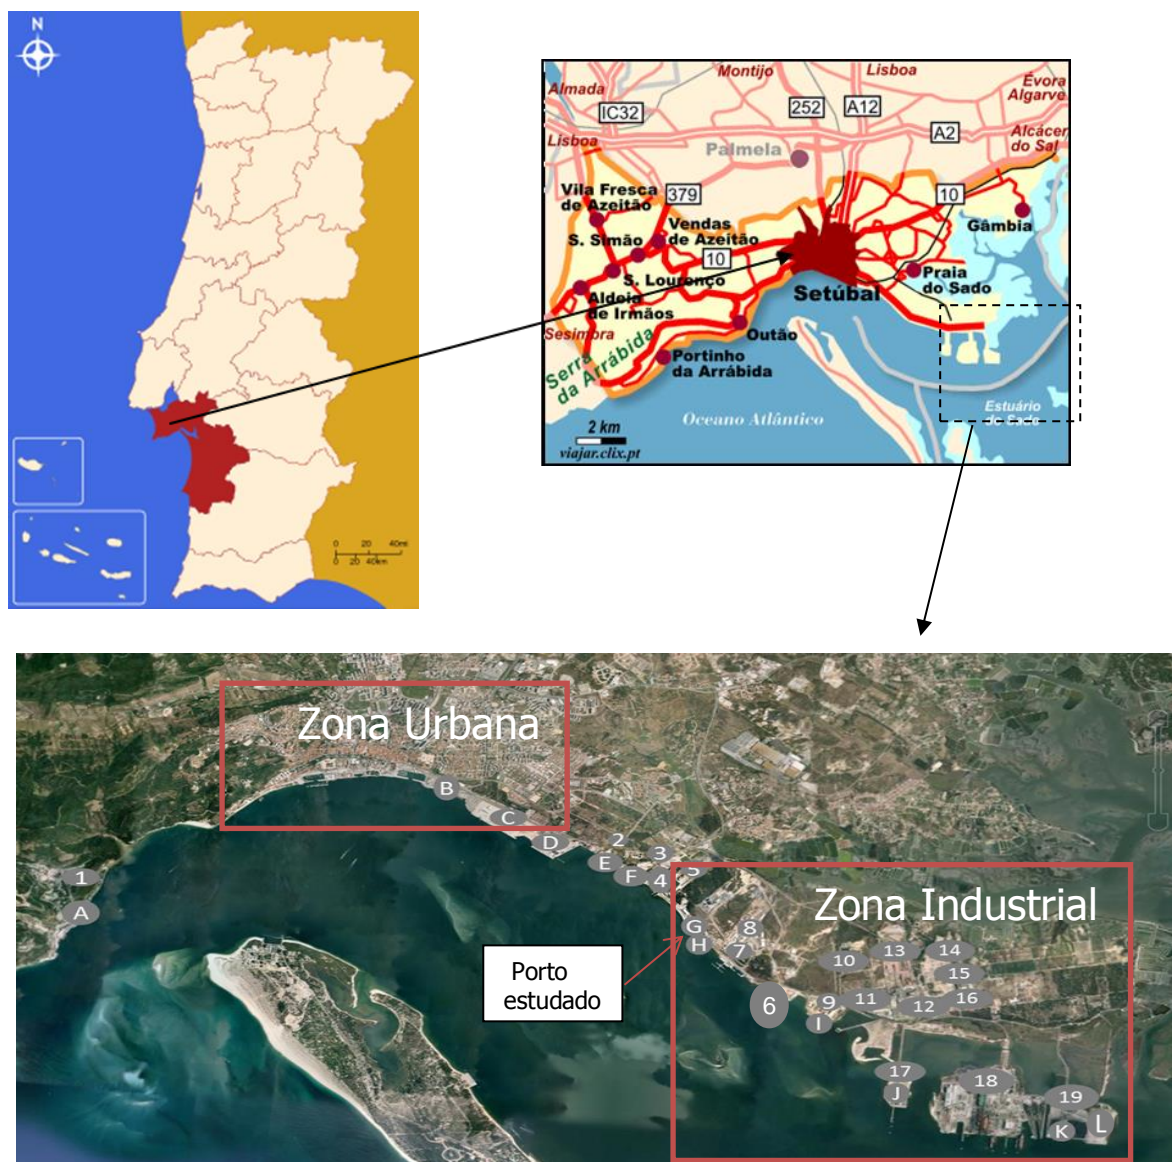 N
0 20 40mi
0 20 40km
Almada
Montijo
Lisboa
Évora
Algarve
IC32
252
A12
A2
Lisboa
Alcácer
do Sal
Palmela
Vila Fresca
de Azeitão
379
10
Gâmbia
Vendas
de Azeitão
S. Simão
10
S. Lourenço
Praia
do Sado
Setúbal
Aldeia
de Irmãos
Sesimbra
Outão
Serra
da Arrábida
Portinho
da Arrábida
Oceano Atlântico
Estuário
do Sado
2 km
viajar.clix.pt
Zona Urbana
B
C
D
2
E
F
3
4
5
1
A
Zona Industrial
G
H
8
7
Porto
estudado
10
13
14
15
6
9
11
12
16
I
17
J
18
19
K
L